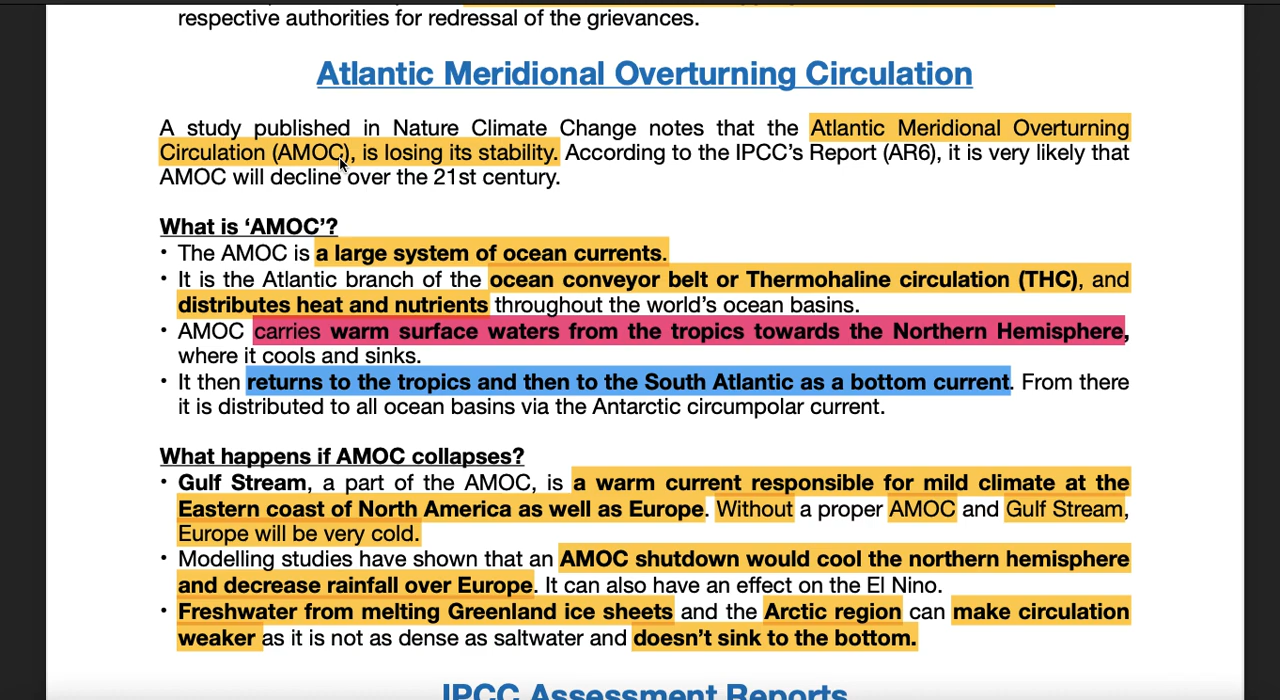 respective authorities for redressal of the grievances.
Atlantic Meridional Overturning Circulation
A study published in Nature Climate Change notes that the Atlantic Meridional Overturning
Circulation (AMOC), is losing its stability. According to the IPCC's Report (AR6), it is very likely that
AMOC will decline over the 21st century.
What is ‘AMOC’?
• The AMOC is a large system of ocean currents.
• It is the Atlantic branch of the ocean conveyor belt or Thermohaline circulation (THC), and
distributes heat and nutrients throughout the world’s ocean basins.
• AMOC carries warm surface waters from the tropics towards the Northern Hemisphere,
where it cools and sinks.
• It then returns to the tropics and then to the South Atlantic as a bottom current. From there
it is distributed to all ocean basins via the Antarctic circumpolar current.
What happens if AMOC collapses?
• Gulf Stream, a part of the AMOC, is a warm current responsible for mild climate at the
Eastern coast of North America as well as Europe. Without a proper AMOC and Gulf Stream,
Europe will be very cold.
• Modelling studies have shown that an AMOC shutdown would cool the northern hemisphere
and decrease rainfall over Europe. It can also have an effect on the El Nino.
• Freshwater from melting Greenland ice sheets and the Arctic region can make circulation
weaker as it is not as dense as saltwater and doesn’t sink to the bottom.
IPCC Assessment Reports